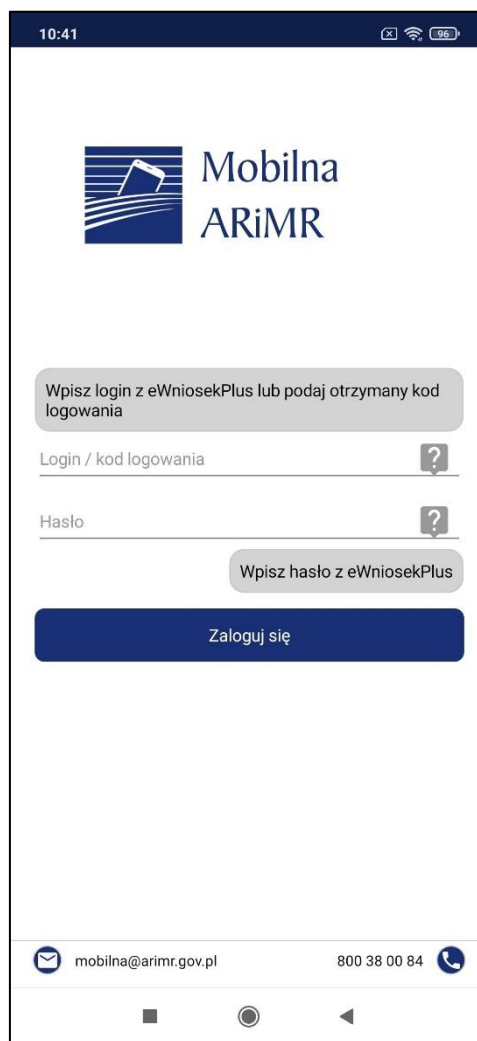 10:41
96
Mobilna
ARiMR
Wpisz login z eWniosekPlus lub podaj otrzymany kod
logowania
Login / kod logowania
?
Hasło
?
Wpisz hasło z eWniosekPlus
Zaloguj się
mobilna@arimr.gov.pl
800 38 00 84